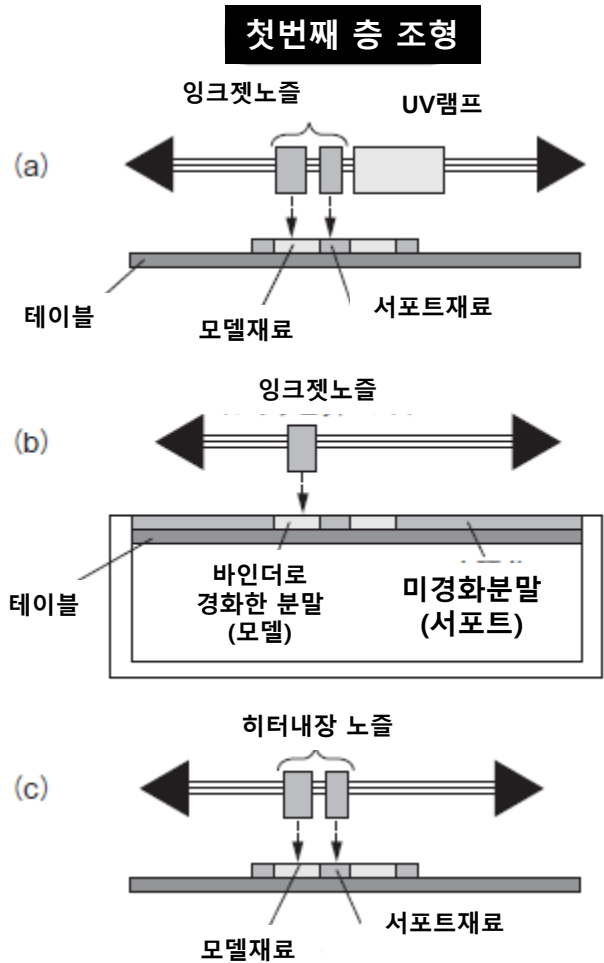 첫번째 층 조형
잉크젯노즐
UV램프
(a)
테이블
모델재료
서포트재료
잉크젯노즐
(b)
테이블
바인더로
경화한 분말
(모델)
미경화분말
(서포트)
히터내장 노즐
(c)
모델재료
서포트재료